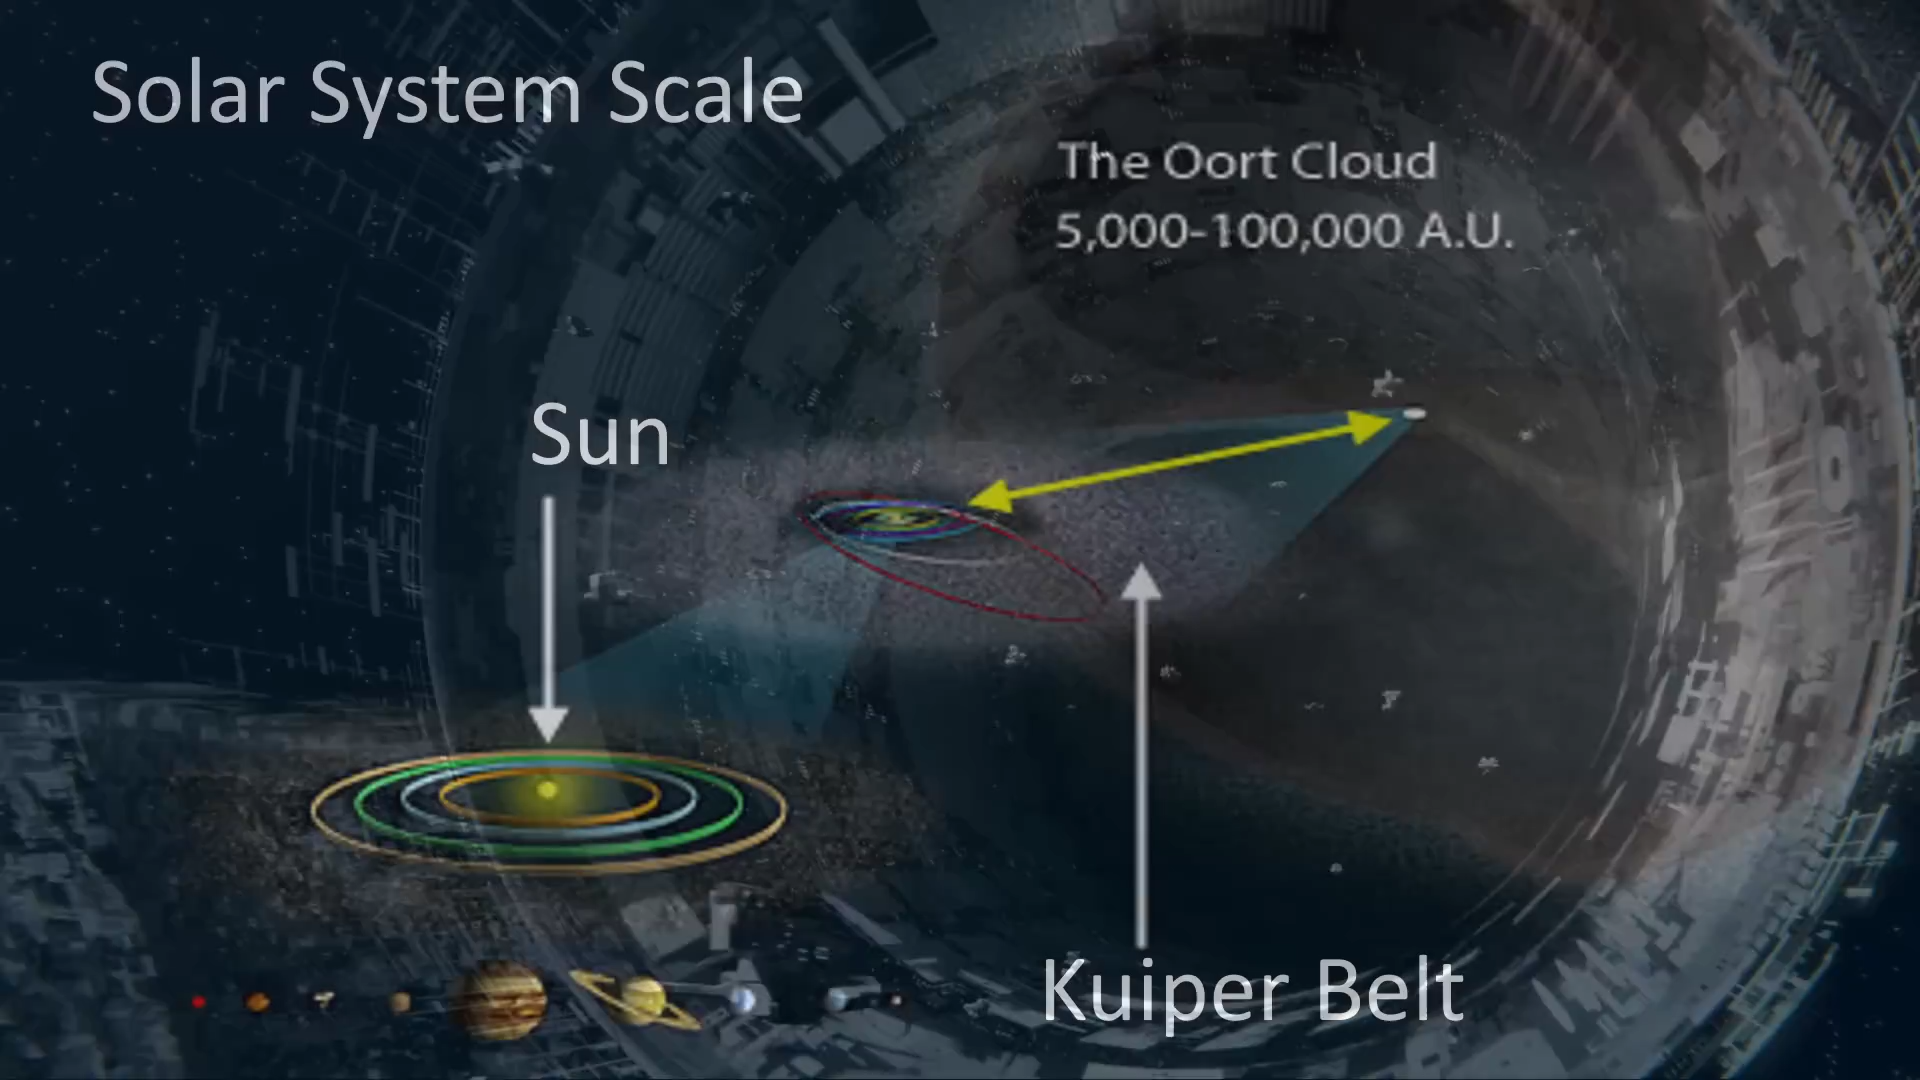 Solar System Scale
The Oort Cloud
5,000-100,000 A.U.
Sun
Kuiper Belt